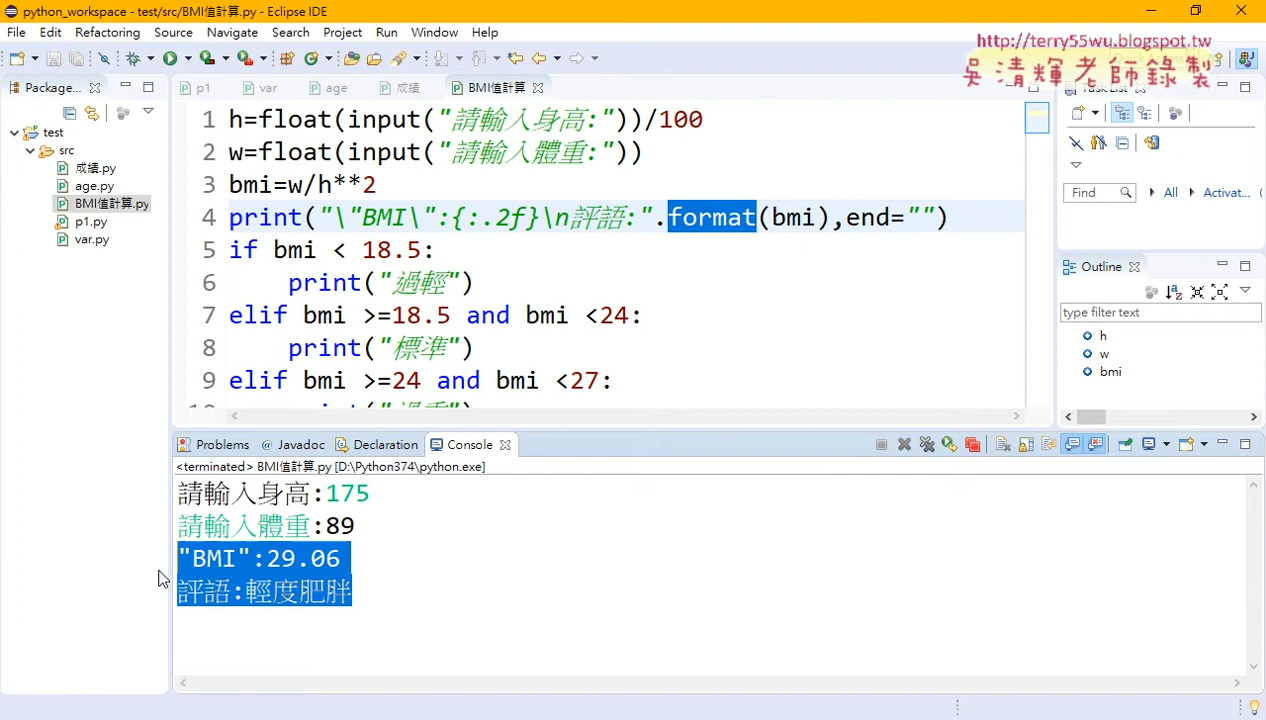 python_workspace - test/src/BMI值計算.py - Eclipse IDE
File Edit Refactoring Source Navigate Search Project Run Window Help
http://terry55wu.blogspot.tw
吳清輝老師錄製
Package...
p1 var age 成績 BMI值計算
test
src
成績.py
age.py
BMI值計算.py
p1.py
var.py
1 h=float(input("請輸入身高:"))/100
2 w=float(input("請輸入體重:"))
3 bmi=w/h**2
4 print("\"BMI\":{:.2f}\n評語:".format(bmi),end="")
5 if bmi < 18.5:
6 print("過輕")
7 elif bmi >=18.5 and bmi <24:
8 print("標準")
9 elif bmi >=24 and bmi <27:
Task List
Find All Activat...
Outline
type filter text
h
w
bmi
Problems Javadoc Declaration Console
<terminated> BMI值計算.py [D:\Python374\python.exe]
請輸入身高:175
請輸入體重:89
"BMI":29.06
評語:輕度肥胖